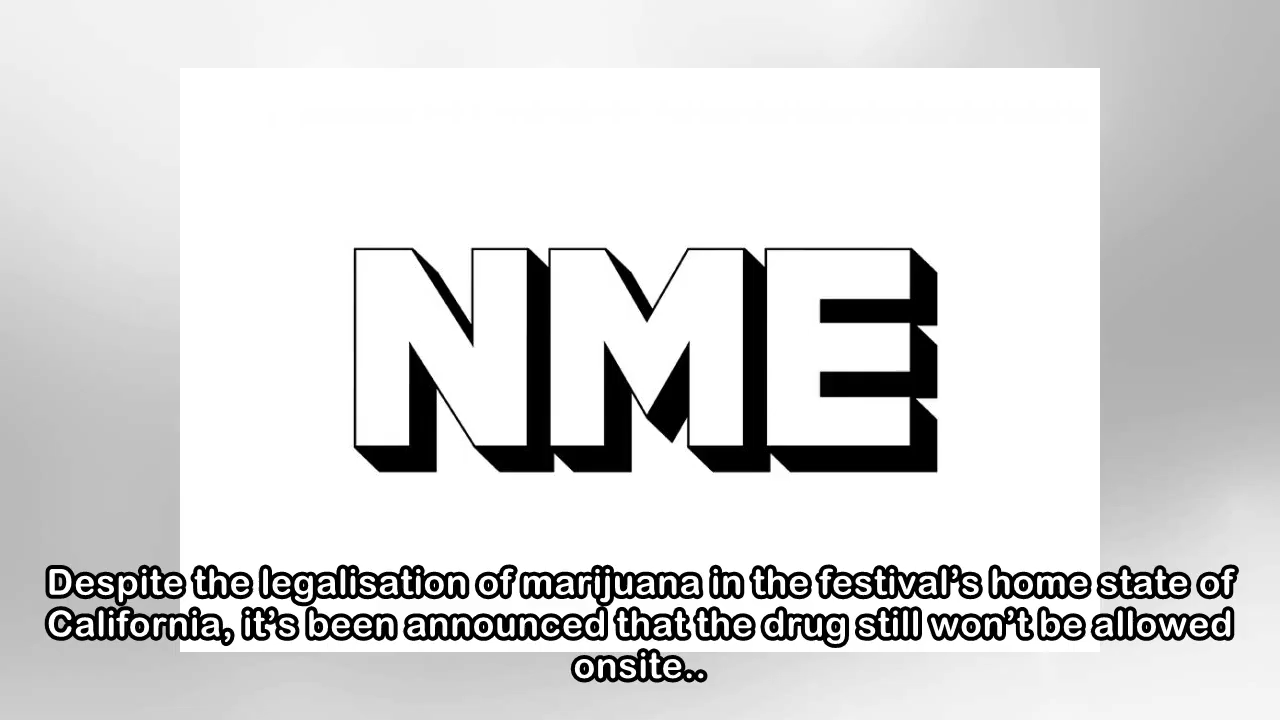 NME
Despite the legalisation of marijuana in the festival’s home state of
California, it’s been announced that the drug still won’t be allowed
onsite..